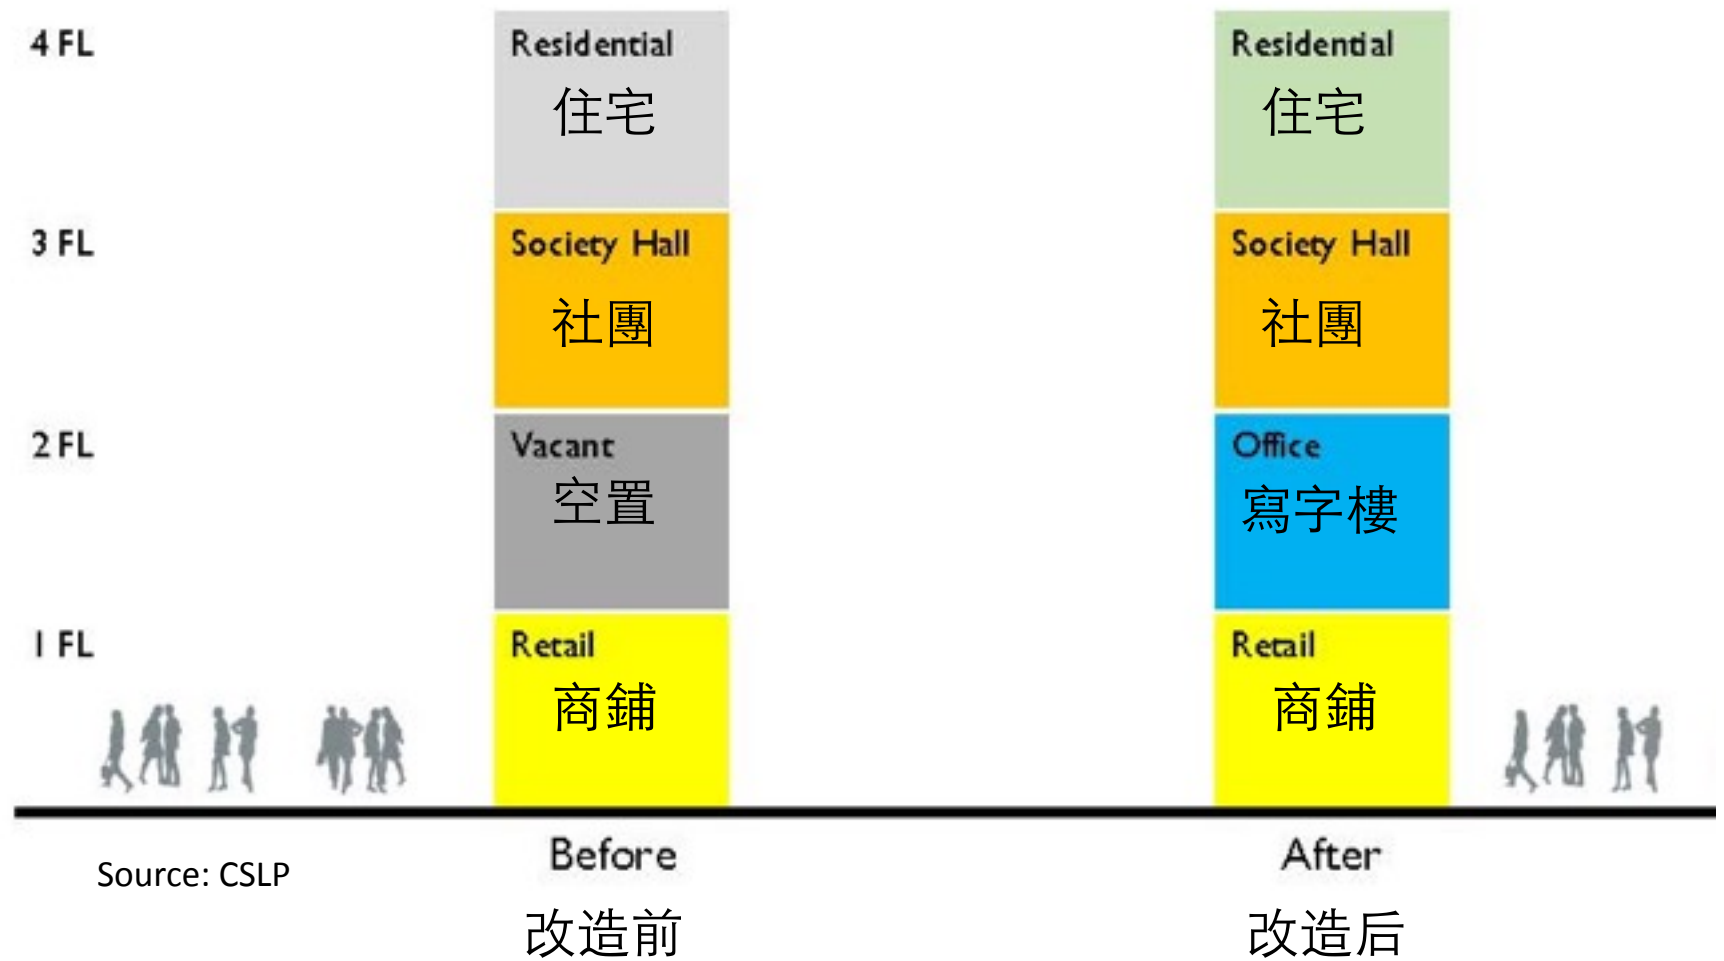 4 FL
Residential
住宅
Residential
住宅
3 FL
Society Hall
社團
Society Hall
社團
2 FL
Vacant
空置
Office
寫字樓
1 FL
Retail
商鋪
Retail
商鋪
Before
改造前
After
改造后
Source: CSLP